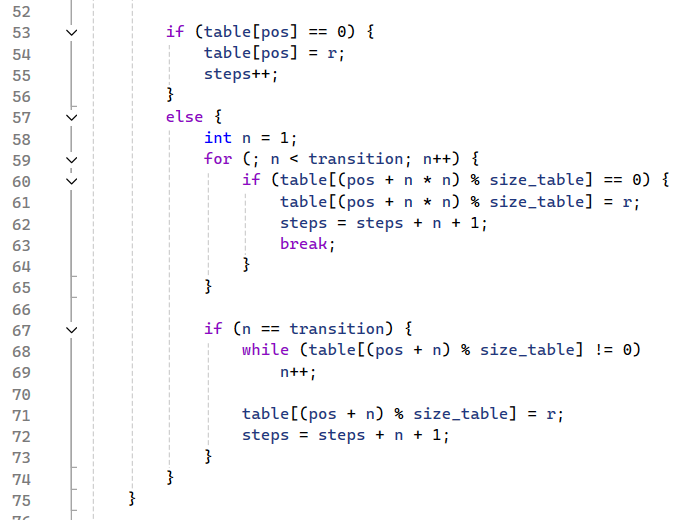 52
53 if (table[pos] == 0) {
54 table[pos] = r;
55 steps++;
56 }
57 else {
58 int n = 1;
59 for (; n < transition; n++) {
60 if (table[(pos + n * n) % size_table] == 0) {
61 table[(pos + n * n) % size_table] = r;
62 steps = steps + n + 1;
63 break;
64 }
65 }
66
67 if (n == transition) {
68 while (table[(pos + n) % size_table] != 0)
69 n++;
70
71 table[(pos + n) % size_table] = r;
72 steps = steps + n + 1;
73 }
74 }
75 }